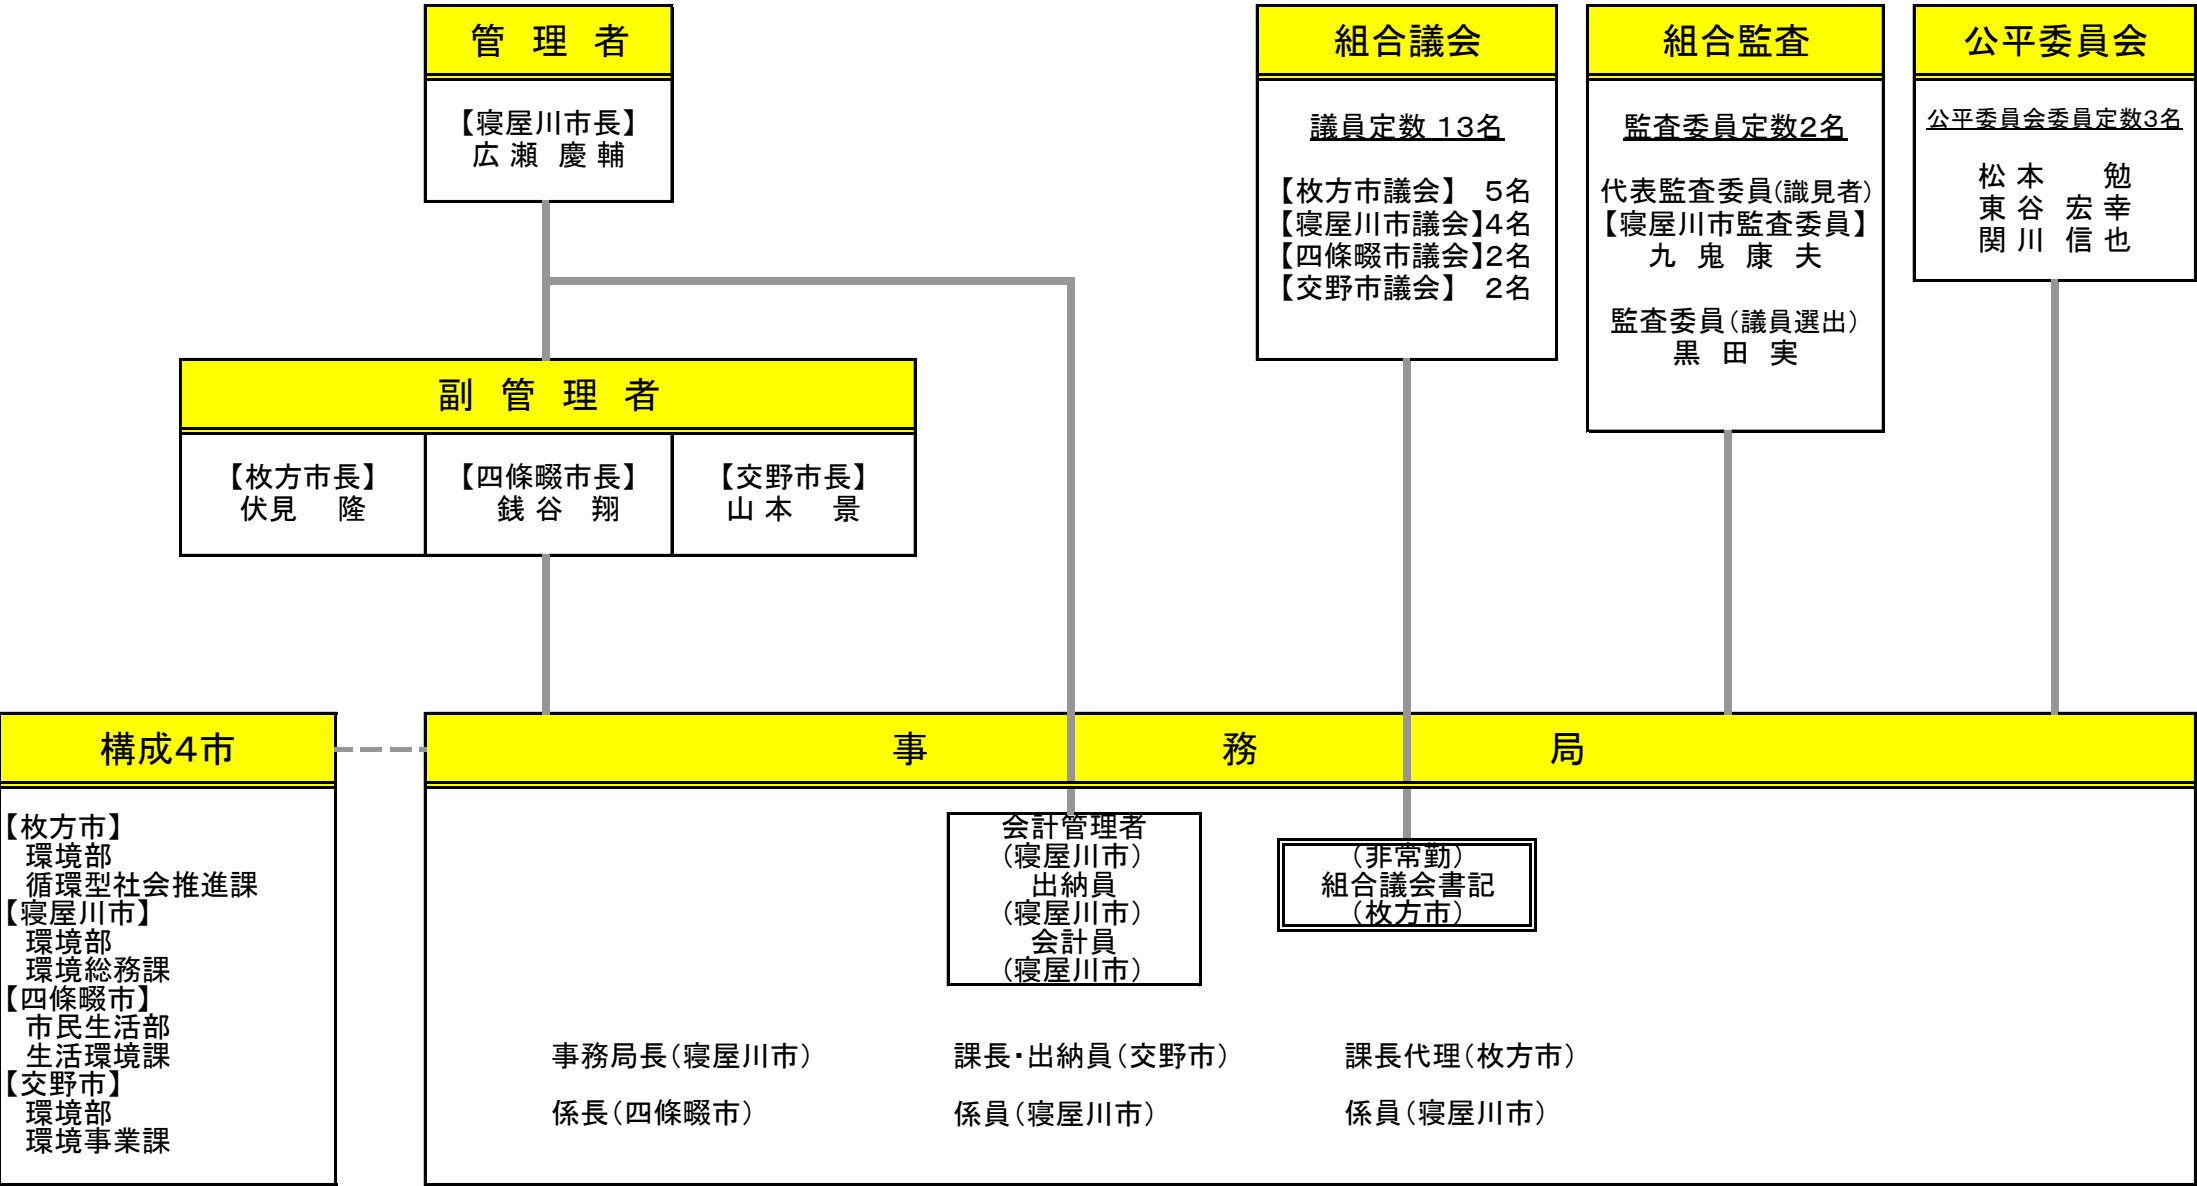 管 理 者
【寝屋川市長】
広 瀬 慶 輔
副 管 理 者
【枚方市長】
伏見 隆
【四條畷市長】
銭 谷 翔
【交野市長】
山 本 景
組合議会
議員定数 13名
【枚方市議会】 5名
【寝屋川市議会】4名
【四條畷市議会】2名
【交野市議会】 2名
組合監査
監査委員定数2名
代表監査委員(識見者)
【寝屋川市監査委員】
九 鬼 康 夫
監査委員(議員選出)
黒 田 実
公平委員会
公平委員会委員定数3名
松 本 勉
東 谷 宏 幸
関 川 信 也
構成4市
【枚方市】
環境部
循環型社会推進課
【寝屋川市】
環境部
環境総務課
【四條畷市】
市民生活部
生活環境課
【交野市】
環境部
環境事業課
事 務 局
会計管理者
(寝屋川市)
出納員
(寝屋川市)
会計員
(寝屋川市)
(非常勤)
組合議会書記
(枚方市)
事務局長(寝屋川市)
課長・出納員(交野市)
課長代理(枚方市)
係長(四條畷市)
係員(寝屋川市)
係員(寝屋川市)